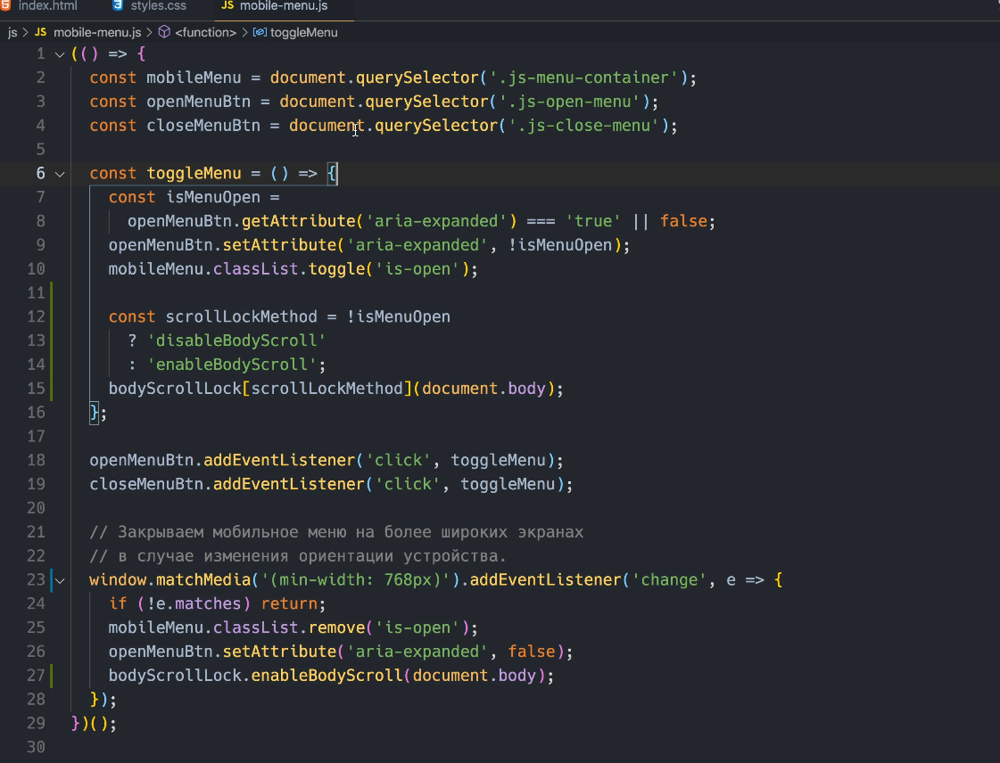 index.html styles.css JS mobile-menu.js
js > JS mobile-menu.js > <function> > toggleMenu
1 (() => {
2 const mobileMenu = document.querySelector('.js-menu-container');
3 const openMenuBtn = document.querySelector('.js-open-menu');
4 const closeMenuBtn = document.querySelector('.js-close-menu');
5
6 const toggleMenu = () => {
7 const isMenuOpen =
8 openMenuBtn.getAttribute('aria-expanded') === 'true' || false;
9 openMenuBtn.setAttribute('aria-expanded', !isMenuOpen);
10 mobileMenu.classList.toggle('is-open');
11
12 const scrollLockMethod = !isMenuOpen
13 ? 'disableBodyScroll'
14 : 'enableBodyScroll';
15 bodyScrollLock[scrollLockMethod](document.body);
16 };
17
18 openMenuBtn.addEventListener('click', toggleMenu);
19 closeMenuBtn.addEventListener('click', toggleMenu);
20
21 // Закрываем мобильное меню на более широких экранах
22 // в случае изменения ориентации устройства.
23 window.matchMedia('(min-width: 768px)').addEventListener('change', e => {
24 if (!e.matches) return;
25 mobileMenu.classList.remove('is-open');
26 openMenuBtn.setAttribute('aria-expanded', false);
27 bodyScrollLock.enableBodyScroll(document.body);
28 });
29 })();
30